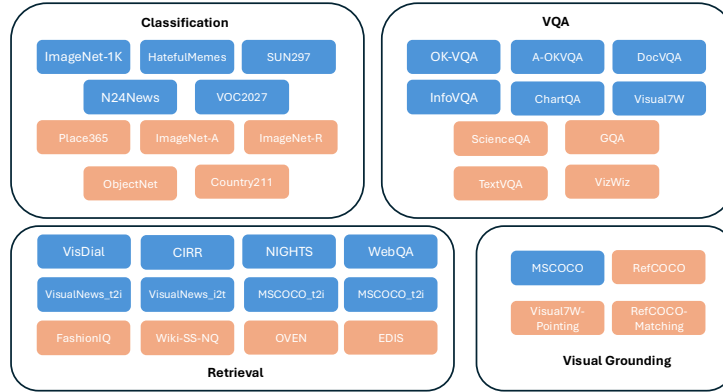 Classification
ImageNet-1K HatefulMemes SUN297
N24News VOC2027
Place365 ImageNet-A ImageNet-R
ObjectNet Country211
VQA
OK-VQA A-OKVQA DocVQA
InfoVQA ChartQA Visual7W
ScienceQA GQA
TextVQA VizWiz
VisDial CIRR NIGHTS WebQA
VisualNews_t2i VisualNews_i2t MSCOCO_t2i MSCOCO_t2i
FashionIQ Wiki-SS-NQ OVEN EDIS
Retrieval
MSCOCO RefCOCO
Visual7W-
Pointing
RefCOCO-
Matching
Visual Grounding